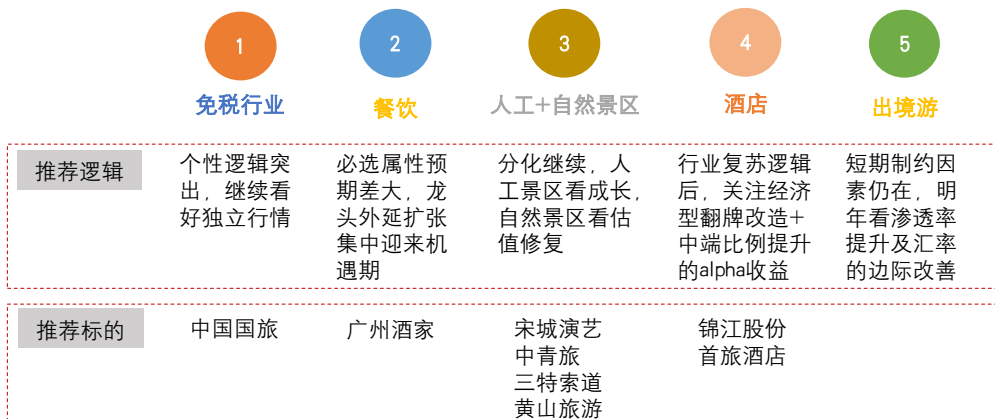 1
2
3
4
5
免税行业
餐饮
人工+自然景区
酒店
出境游
推荐逻辑
个性逻辑突
出，继续看
好独立行情
必选属性预
期差大，龙
头外延扩张
集中迎来机
遇期
分化继续，人
工景区看成长，
自然景区看估
值修复
行业复苏逻辑
后，关注经济
型翻牌改造+
中端比例提升
的alpha收益
短期制约因
素仍在，明
年看渗透率
提升及汇率
的边际改善
推荐标的
中国国旅
广州酒家
宋城演艺
中青旅
三特索道
黄山旅游
锦江股份
首旅酒店